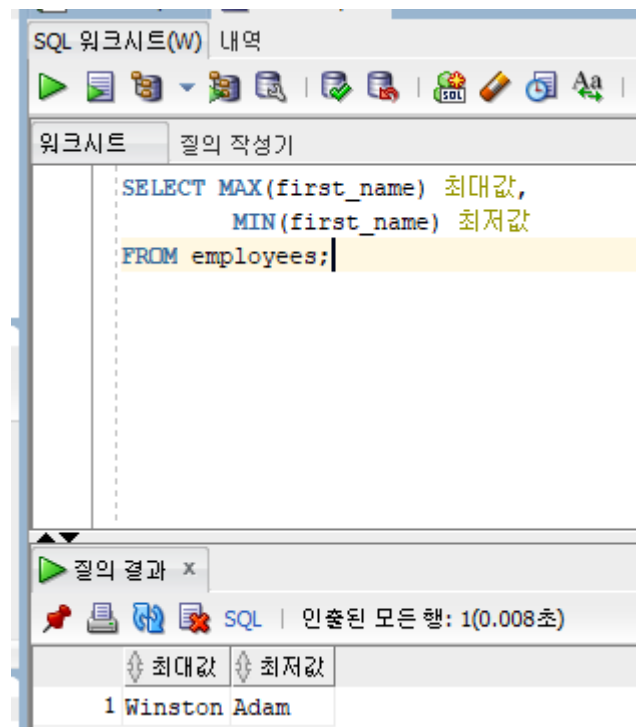 SQL 워크시트(W) 내역
워크시트 질의 작성기
SELECT MAX(first_name) 최대값,
MIN(first_name) 최저값
FROM employees;
질의 결과 x
SQL | 인출된 모든 행: 1(0.008초)
최대값 최저값
1 Winston Adam